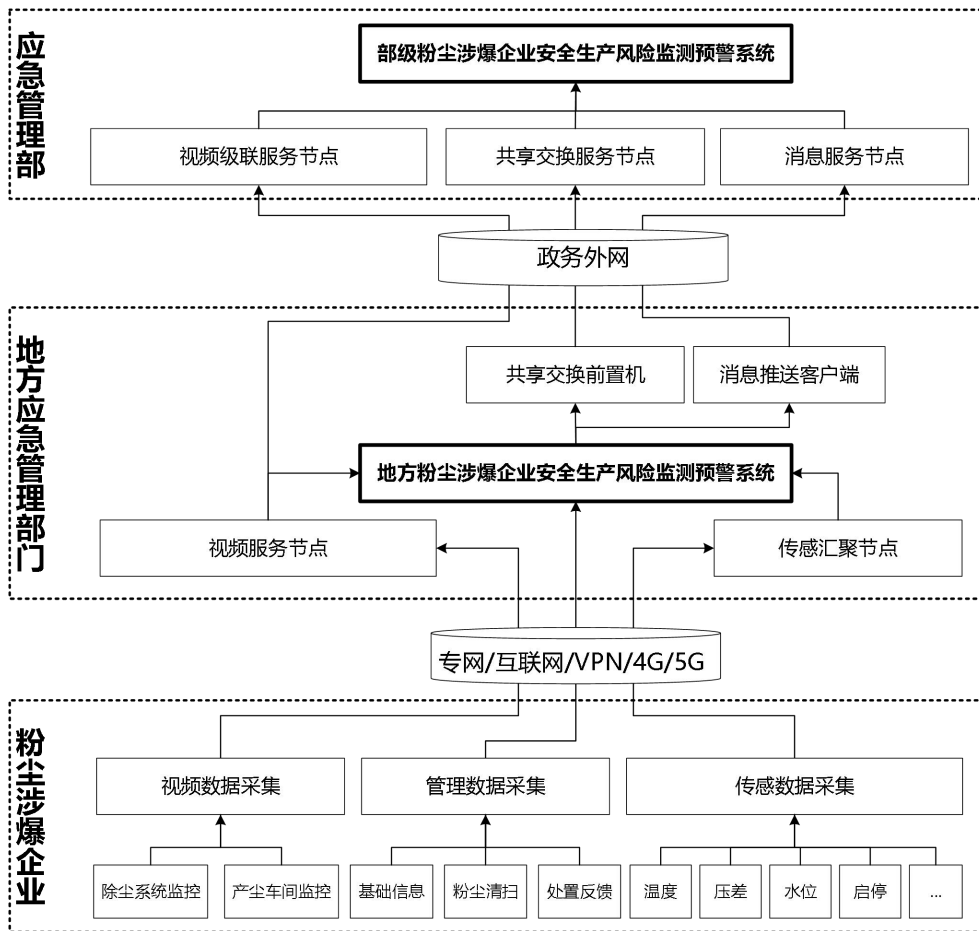 应急管理部
部级粉尘涉爆企业安全生产风险监测预警系统
视频级联服务节点
共享交换服务节点
消息服务节点
政务外网
地方应急管理部门
共享交换前置机
消息推送客户端
地方粉尘涉爆企业安全生产风险监测预警系统
视频服务节点
传感汇聚节点
专网/互联网/VPN/4G/5G
粉尘涉爆企业
视频数据采集
管理数据采集
传感数据采集
除尘系统监控
产尘车间监控
基础信息
粉尘清扫
处置反馈
温度
压差
水位
启停
...